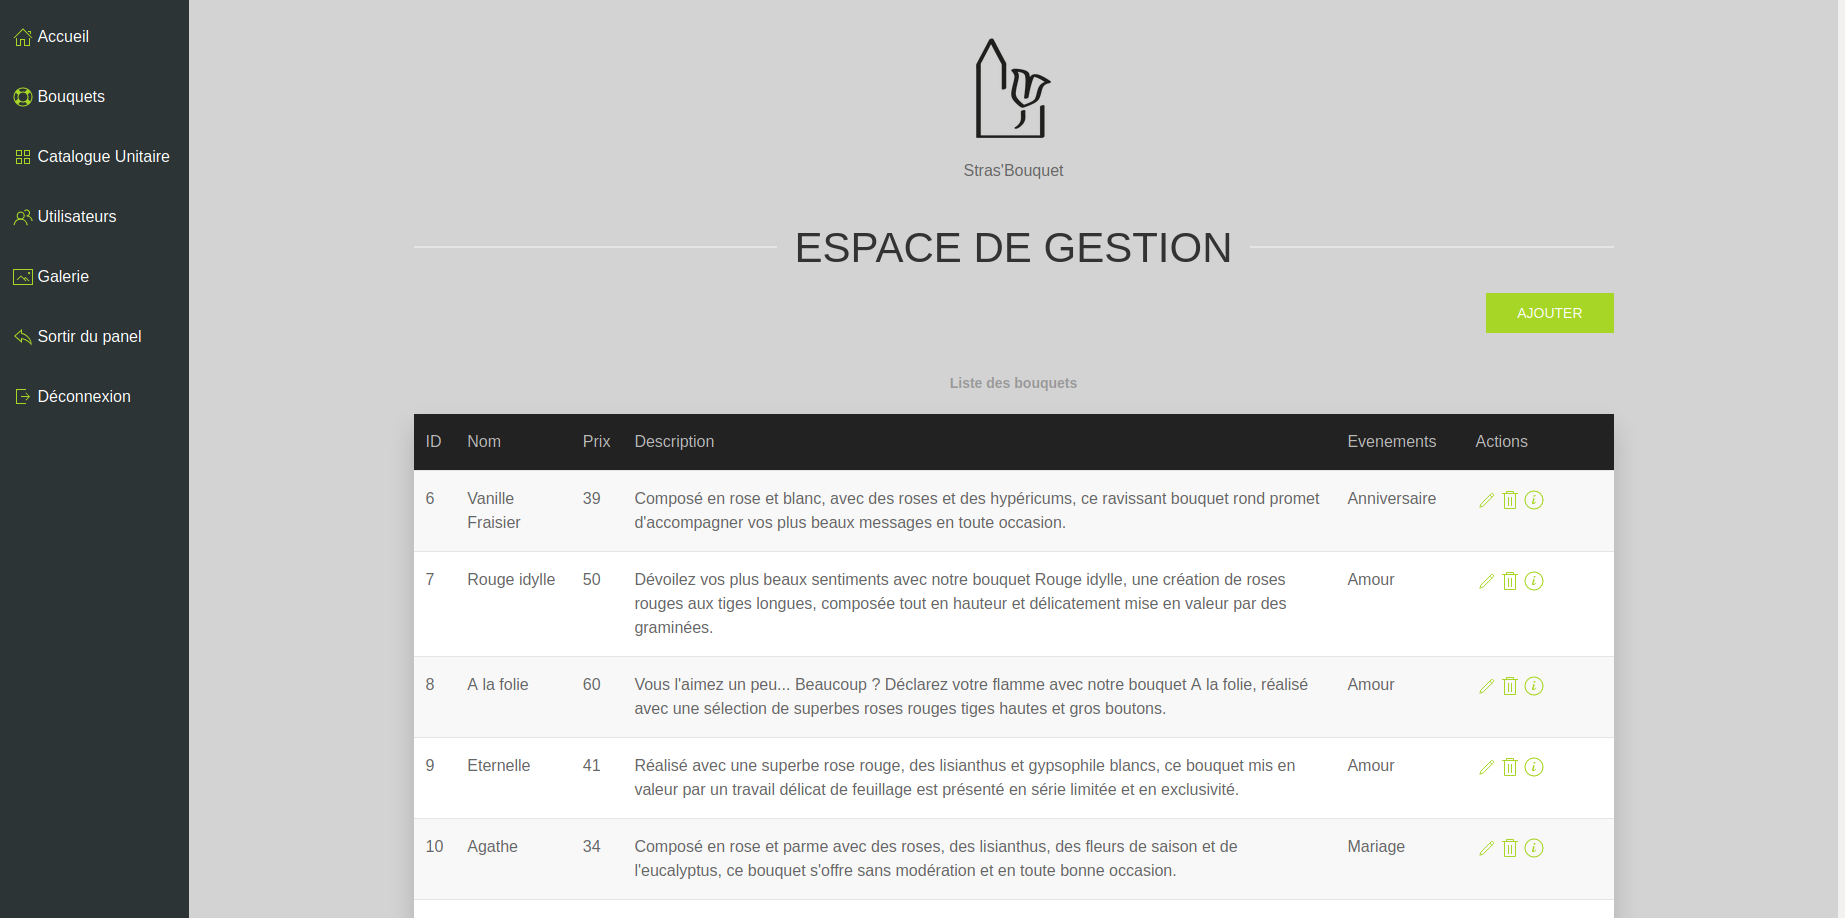 Accueil
Bouquets
Catalogue Unitaire
Utilisateurs
Galerie
Sortir du panel
Déconnexion
Stras'Bouquet
ESPACE DE GESTION
AJOUTER
Liste des bouquets
ID Nom Prix Description Evenements Actions
6 Vanille 39 Composé en rose et blanc, avec des roses et des hypéricums, ce ravissant bouquet rond promet Anniversaire
Fraisier d'accompagner vos plus beaux messages en toute occasion.
7 Rouge idylle 50 Dévoilez vos plus beaux sentiments avec notre bouquet Rouge idylle, une création de roses Amour
rouges aux tiges longues, composée tout en hauteur et délicatement mise en valeur par des
graminées.
8 A la folie 60 Vous l'aimez un peu... Beaucoup ? Déclarez votre flamme avec notre bouquet A la folie, réalisé Amour
avec une sélection de superbes roses rouges tiges hautes et gros boutons.
9 Eternelle 41 Réalisé avec une superbe rose rouge, des lisianthus et gypsophile blancs, ce bouquet mis en Amour
valeur par un travail délicat de feuillage est présenté en série limitée et en exclusivité.
10 Agathe 34 Composé en rose et parme avec des roses, des lisianthus, des fleurs de saison et de Mariage
l'eucalyptus, ce bouquet s'offre sans modération et en toute bonne occasion.